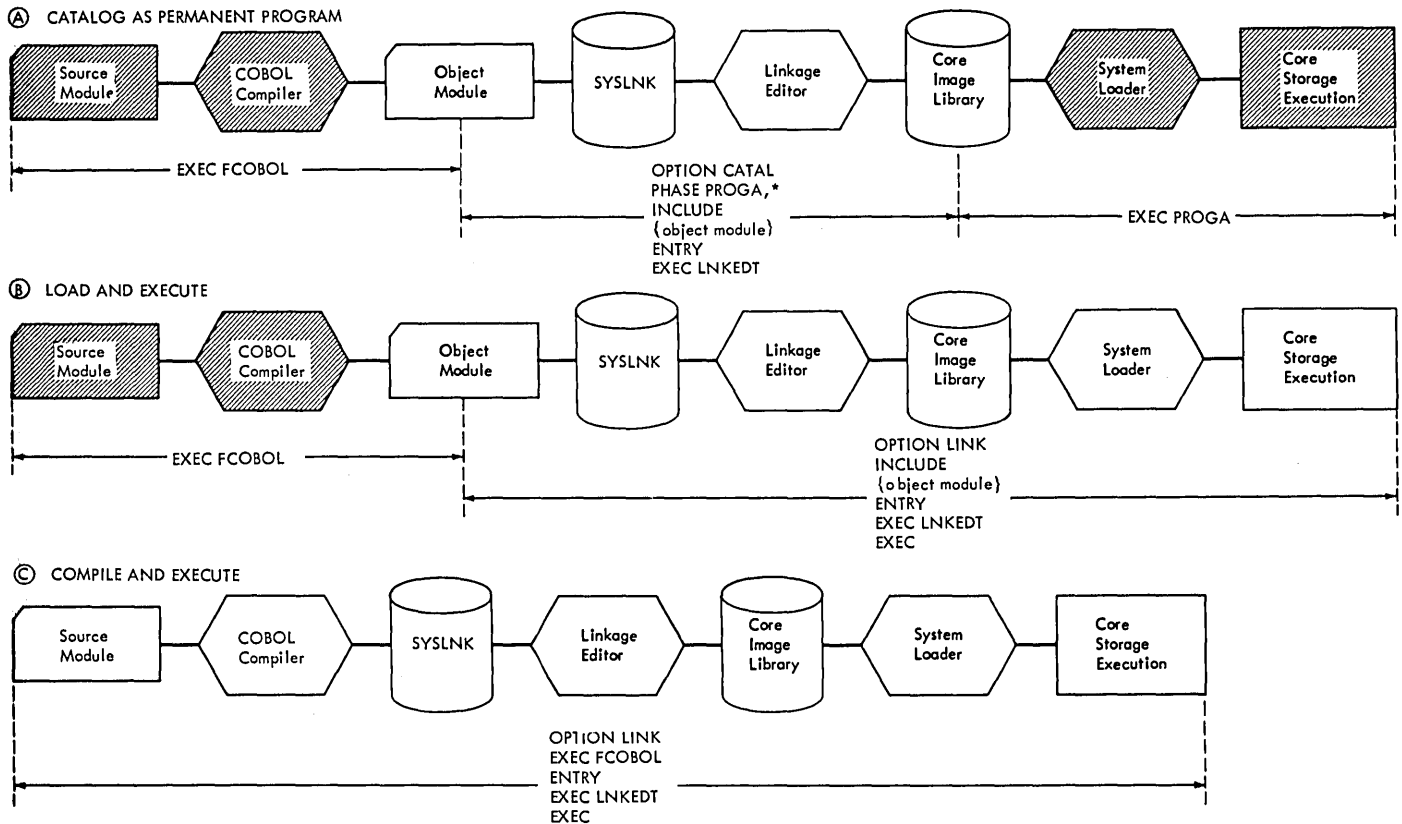 Ⓐ CATALOG AS PERMANENT PROGRAM
Source
Module
COBOL
Compiler
Object
Module
SYSLNK
Linkage
Editor
Core
Image
Library
System
Loader
Core
Storage
Execution
EXEC FCOBOL
OPTION CATAL
PHASE PROGA,*
INCLUDE
{object module}
ENTRY
EXEC LNKEDT
EXEC PROGA
Ⓑ LOAD AND EXECUTE
Source
Module
COBOL
Compiler
Object
Module
SYSLNK
Linkage
Editor
Core
Image
Library
System
Loader
Core
Storage
Execution
EXEC FCOBOL
OPTION LINK
INCLUDE
{object module}
ENTRY
EXEC LNKEDT
EXEC
Ⓒ COMPILE AND EXECUTE
Source
Module
COBOL
Compiler
SYSLNK
Linkage
Editor
Core
Image
Library
System
Loader
Core
Storage
Execution
OPTION LINK
EXEC FCOBOL
ENTRY
EXEC LNKEDT
EXEC